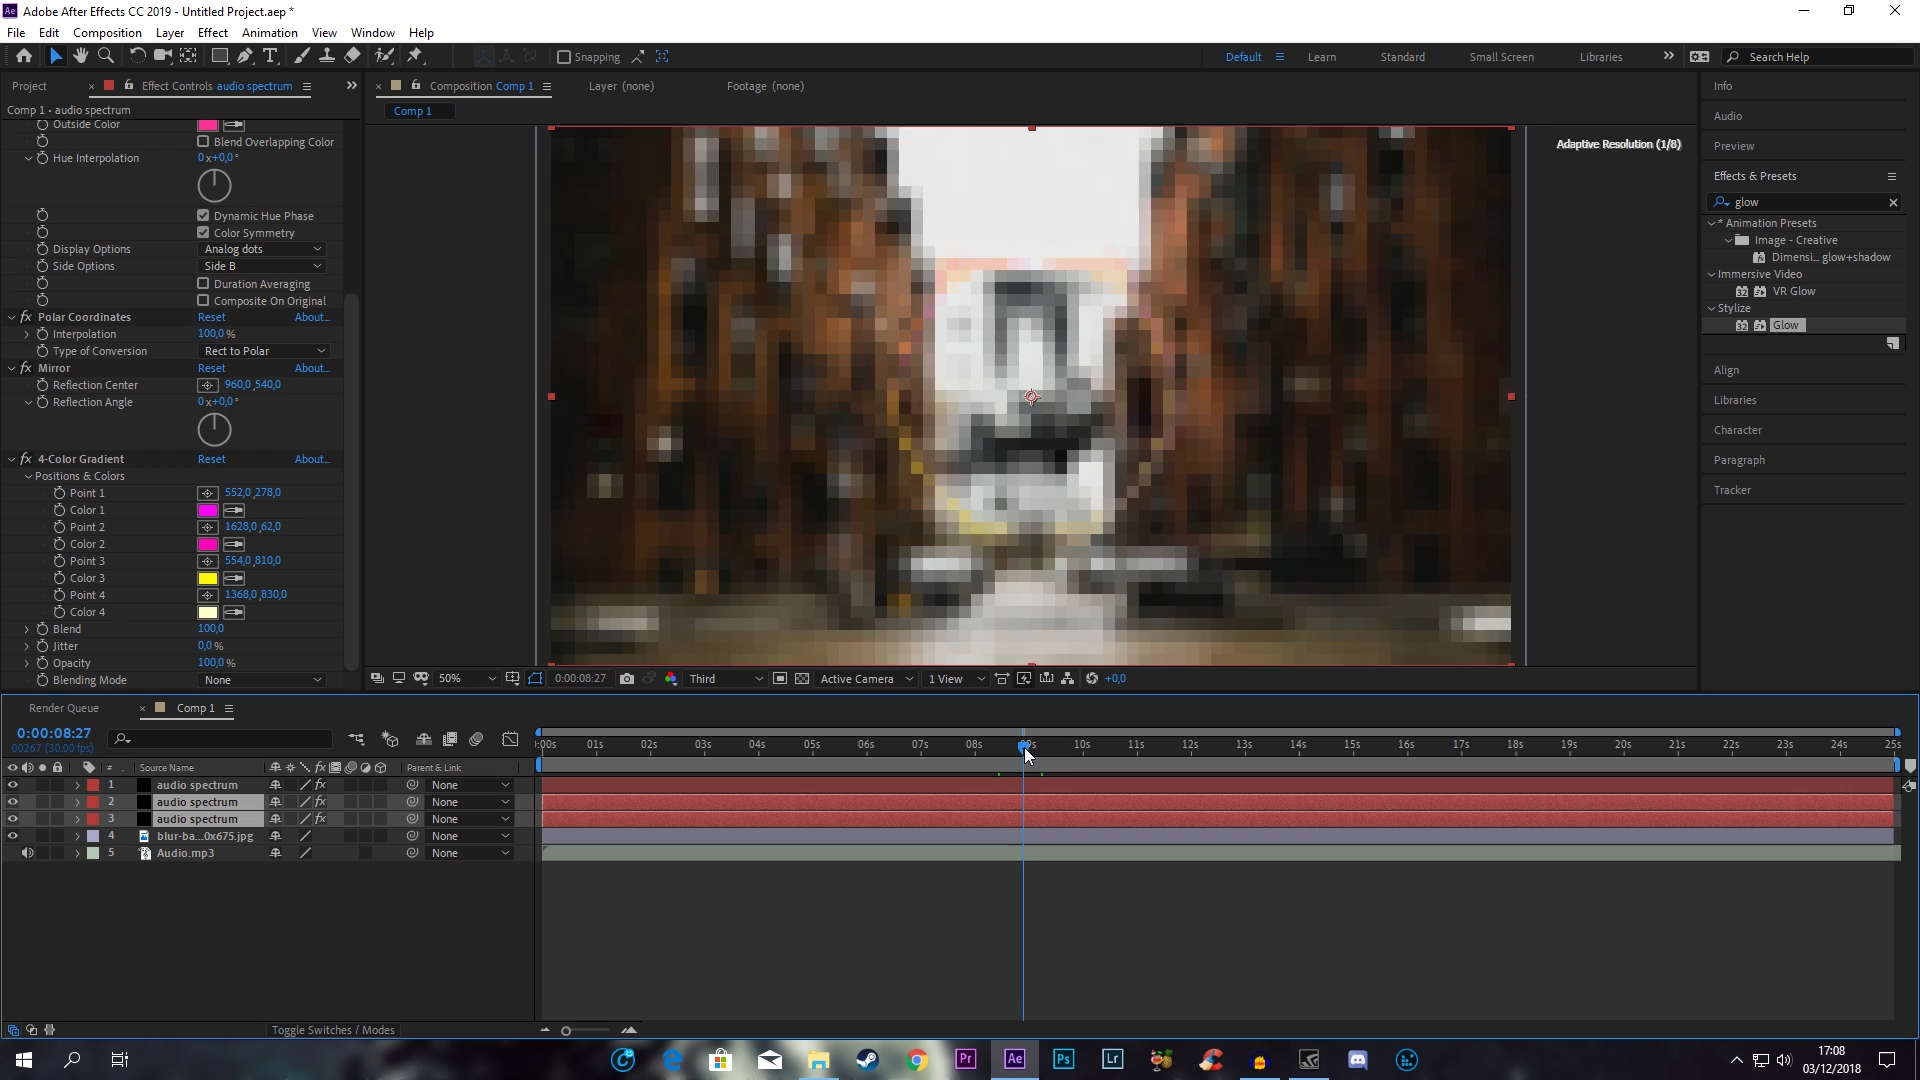 Adobe After Effects CC 2019 - Untitled Project.aep *
File Edit Composition Layer Effect Animation View Window Help
Snapping
Default Learn Standard Small Screen Libraries
Search Help
Project
Effect Controls audio spectrum
Composition Comp 1
Layer (none)
Footage (none)
Comp 1 • audio spectrum
Comp 1
Outside Color
Blend Overlapping Color
Hue Interpolation 0x+0,0°
Dynamic Hue Phase
Color Symmetry
Display Options Analog dots
Side Options Side B
Duration Averaging
Composite On Original
fx Polar Coordinates Reset About...
Interpolation 100,0 %
Type of Conversion Rect to Polar
fx Mirror Reset About...
Reflection Center 960,0 ,540,0
Reflection Angle 0x+0,0°
fx 4-Color Gradient Reset About...
Positions & Colors
Point 1 552,0 ,278,0
Color 1
Point 2 1628,0 ,62,0
Color 2
Point 3 554,0 ,810,0
Color 3
Point 4 1368,0 ,830,0
Color 4
Blend 100,0
Jitter 0,0 %
Opacity 100,0 %
Blending Mode None
Adaptive Resolution (1/8)
50% 0:00:08:27 Third Active Camera 1 View +0,0
Info
Audio
Preview
Effects & Presets
glow
* Animation Presets
Image - Creative
Dimensi... glow+shadow
Immersive Video
32 VR Glow
Stylize
32 Glow
Align
Libraries
Character
Paragraph
Tracker
Render Queue
Comp 1
0:00:08:27
00267 (30.00 fps)
# Source Name fx Parent & Link
:00s 01s 02s 03s 04s 05s 06s 07s 08s 09s 10s 11s 12s 13s 14s 15s 16s 17s 18s 19s 20s 21s 22s 23s 24s 25s
1 audio spectrum fx None
2 audio spectrum fx None
3 audio spectrum fx None
4 blur-ba...0x675.jpg None
5 Audio.mp3 None
Toggle Switches / Modes
Pr Ae Ps Lr
17:08
03/12/2018